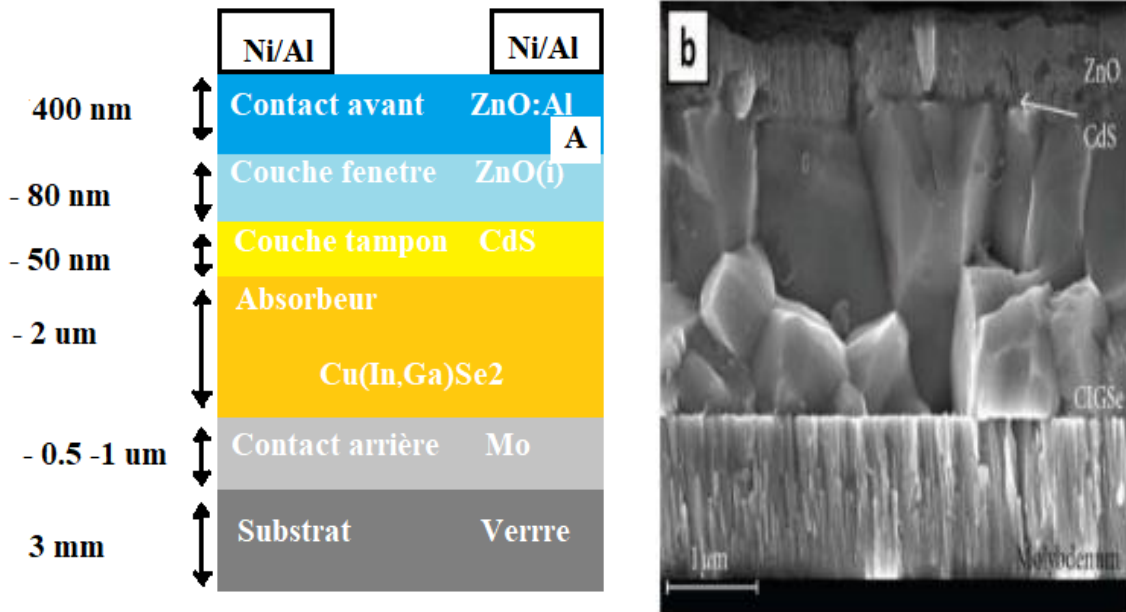 Ni/Al Ni/Al
400 nm Contact avant ZnO:Al
A
- 80 nm Couche fenetre ZnO(i)
- 50 nm Couche tampon CdS
- 2 um Absorbeur
Cu(In,Ga)Se2
- 0.5 -1 um Contact arrière Mo
3 mm Substrat Verrre
b
ZnO
CdS
CIGSe
Molybdenum
1µm